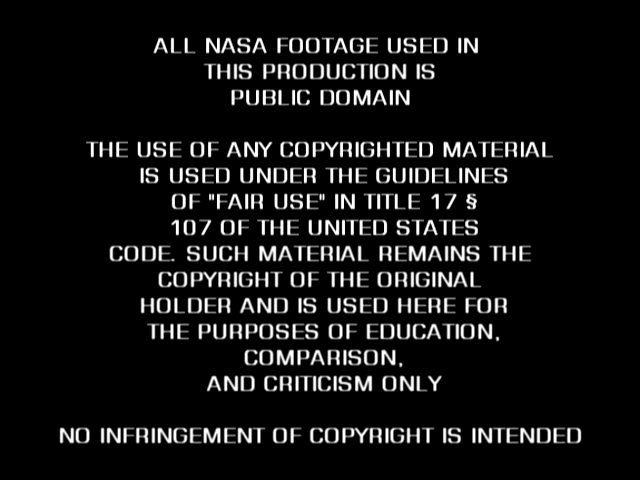 ALL NASA FOOTAGE USED IN
THIS PRODUCTION IS
PUBLIC DOMAIN
THE USE OF ANY COPYRIGHTED MATERIAL
IS USED UNDER THE GUIDELINES
OF "FAIR USE" IN TITLE 17 §
107 OF THE UNITED STATES
CODE. SUCH MATERIAL REMAINS THE
COPYRIGHT OF THE ORIGINAL
HOLDER AND IS USED HERE FOR
THE PURPOSES OF EDUCATION,
COMPARISON,
AND CRITICISM ONLY
NO INFRINGEMENT OF COPYRIGHT IS INTENDED